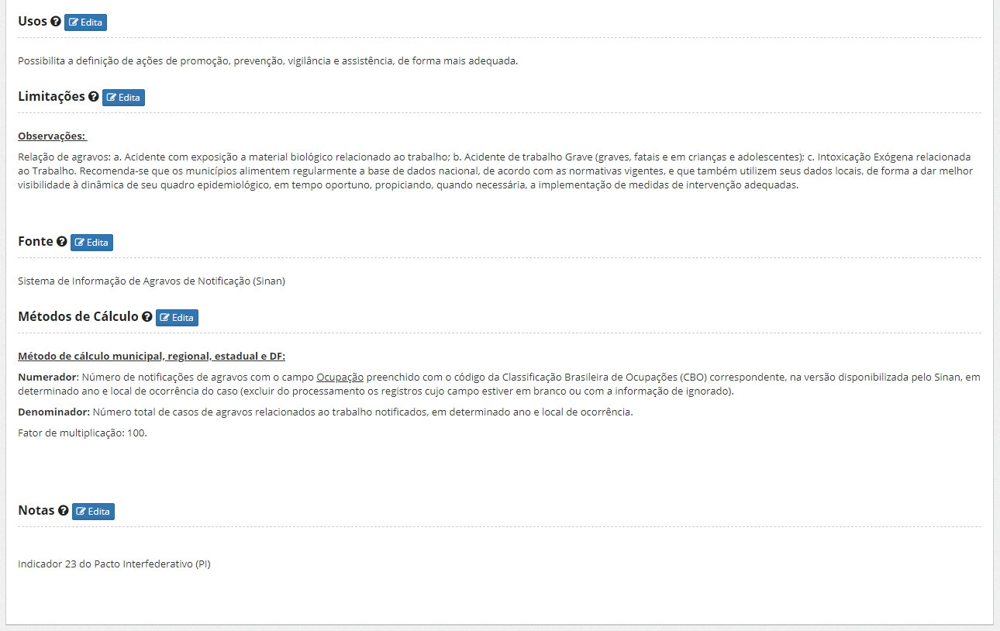 Usos Edita
Possibilita a definição de ações de promoção, prevenção, vigilância e assistência, de forma mais adequada.
Limitações Edita
Observações:
Relação de agravos: a. Acidente com exposição a material biológico relacionado ao trabalho; b. Acidente de trabalho Grave (graves, fatais e em crianças e adolescentes); c. Intoxicação Exógena relacionada
ao Trabalho. Recomenda-se que os municípios alimentem regularmente a base de dados nacional, de acordo com as normativas vigentes, e que também utilizem seus dados locais, de forma a dar melhor
visibilidade à dinâmica de seu quadro epidemiológico, em tempo oportuno, propiciando, quando necessária, a implementação de medidas de intervenção adequadas.
Fonte Edita
Sistema de Informação de Agravos de Notificação (Sinan)
Métodos de Cálculo Edita
Método de cálculo municipal, regional, estadual e DF:
Numerador: Número de notificações de agravos com o campo Ocupação preenchido com o código da Classificação Brasileira de Ocupações (CBO) correspondente, na versão disponibilizada pelo Sinan, em
determinado ano e local de ocorrência do caso (excluir do processamento os registros cujo campo estiver em branco ou com a informação de ignorado).
Denominador: Número total de casos de agravos relacionados ao trabalho notificados, em determinado ano e local de ocorrência.
Fator de multiplicação: 100.
Notas Edita
Indicador 23 do Pacto Interfederativo (PI)